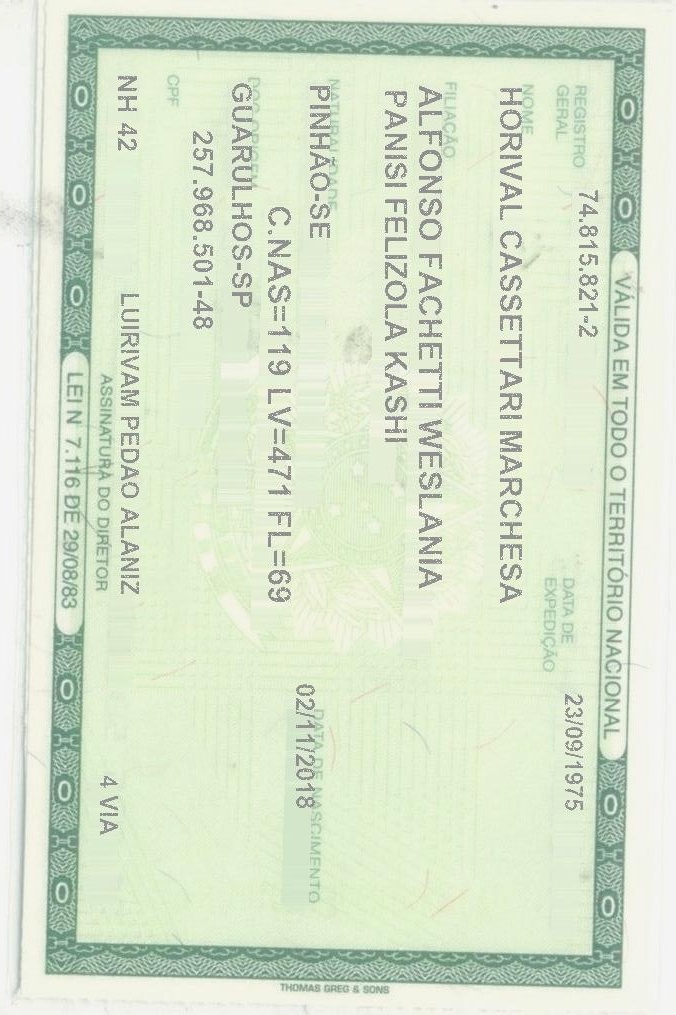 VÁLIDA EM TODO O TERRITÓRIO NACIONAL
REGISTRO GERAL 74.815.821-2 DATA DE EXPEDIÇÃO 23/09/1975
NOME
HORIVAL CASSETTARI MARCHESA
FILIAÇÃO
ALFONSO FACHETTI WESLANIA
PANISI FELIZOLA KASHI
NATURALIDADE DATA DE NASCIMENTO
PINHÃO-SE 02/11/2018
DOC ORIGEM
C.NAS=119 LV=471 FL=69
GUARULHOS-SP
257.968.501-48
CPF
NH 42 LUIRIVAM PEDAO ALANIZ 4 VIA
ASSINATURA DO DIRETOR
LEI N 7.116 DE 29/08/83
THOMAS GREG & SONS